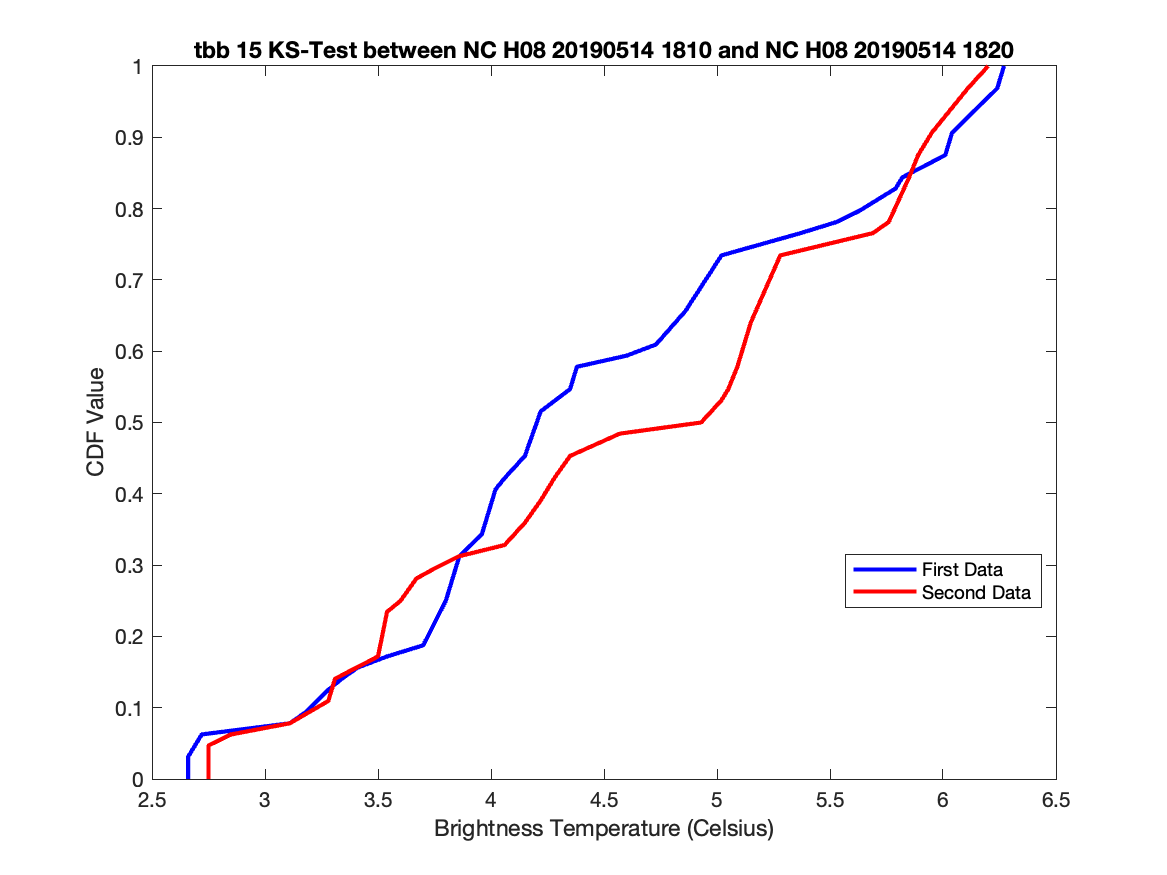 tbb 15 KS-Test between NC H08 20190514 1810 and NC H08 20190514 1820
1
0.9
0.8
0.7
0.6
0.5
0.4
0.3
0.2
0.1
0
CDF Value
First Data
Second Data
2.5 3 3.5 4 4.5 5 5.5 6 6.5
Brightness Temperature (Celsius)